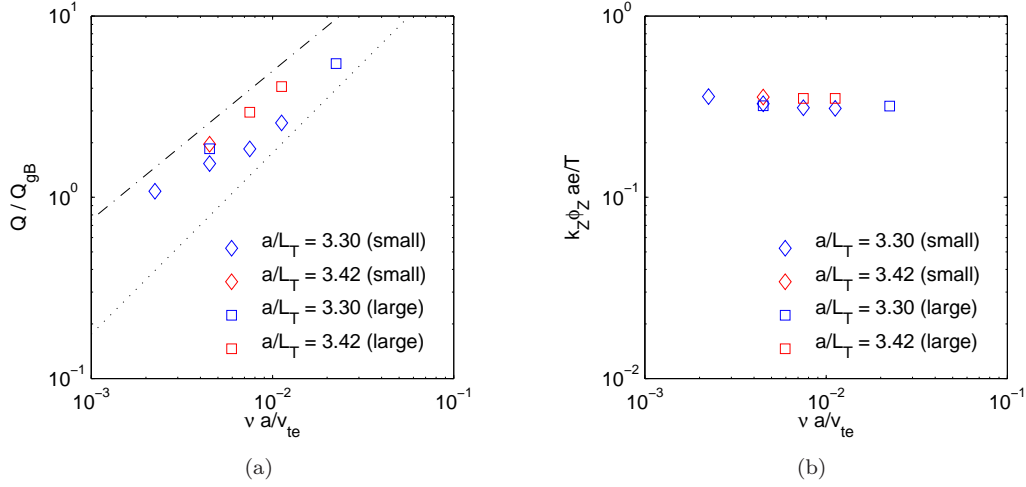 10^1
10^0
10^-1
10^-3
10^-2
10^-1
Q / Q_gB
ν a/v_te
a/L_T = 3.30 (small)
a/L_T = 3.42 (small)
a/L_T = 3.30 (large)
a/L_T = 3.42 (large)
(a)
10^0
10^-1
10^-2
10^-3
10^-2
10^-1
k_Z ϕ_Z ae/T
ν a/v_te
a/L_T = 3.30 (small)
a/L_T = 3.42 (small)
a/L_T = 3.30 (large)
a/L_T = 3.42 (large)
(b)